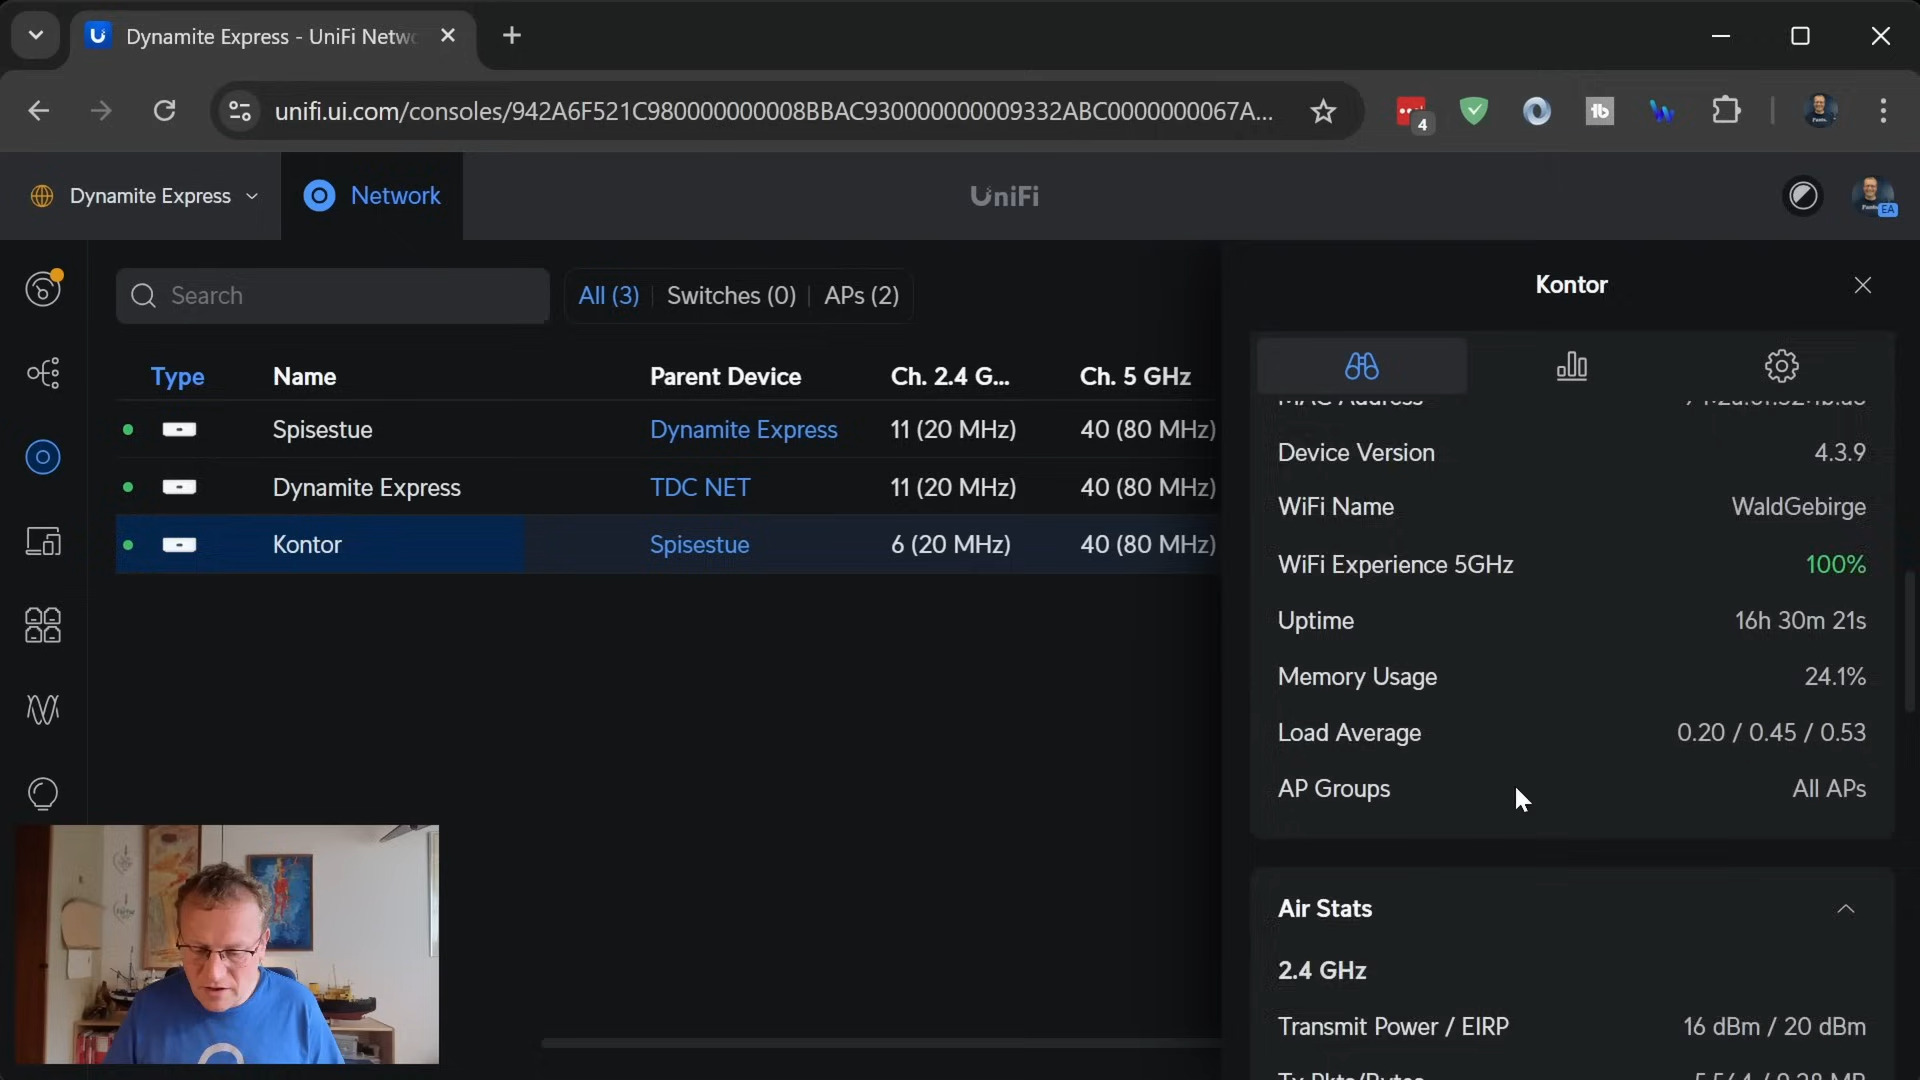 Dynamite Express - UniFi Netw
unifi.ui.com/consoles/942A6F521C980000000008BBAC930000000009332ABC0000000067A...
4
tb
Dynamite Express
Network
UniFi
EA
Search
All (3)
Switches (0)
APs (2)
Kontor
Type
Name
Parent Device
Ch. 2.4 G...
Ch. 5 GHz
Spisestue
Dynamite Express
11 (20 MHz)
40 (80 MHz)
Dynamite Express
TDC NET
11 (20 MHz)
40 (80 MHz)
Kontor
Spisestue
6 (20 MHz)
40 (80 MHz)
Device Version
4.3.9
WiFi Name
WaldGebirge
WiFi Experience 5GHz
100%
Uptime
16h 30m 21s
Memory Usage
24.1%
Load Average
0.20 / 0.45 / 0.53
AP Groups
All APs
Air Stats
2.4 GHz
Transmit Power / EIRP
16 dBm / 20 dBm